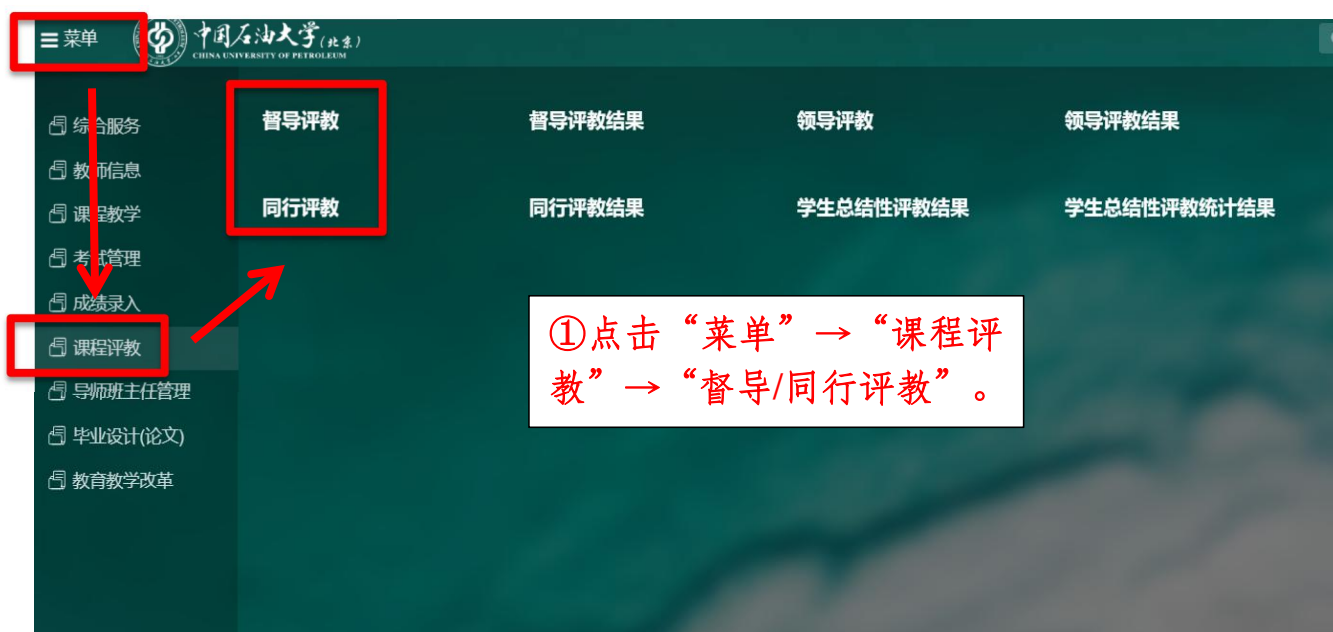 菜单
中国石油大学(北京)
CHINA UNIVERSITY OF PETROLEUM
综合服务
教师信息
课程教学
考试管理
成绩录入
课程评教
导师班主任管理
毕业设计(论文)
教育教学改革
督导评教
督导评教结果
领导评教
领导评教结果
同行评教
同行评教结果
学生总结性评教结果
学生总结性评教统计结果
①点击“菜单”→“课程评
教”→“督导/同行评教”。